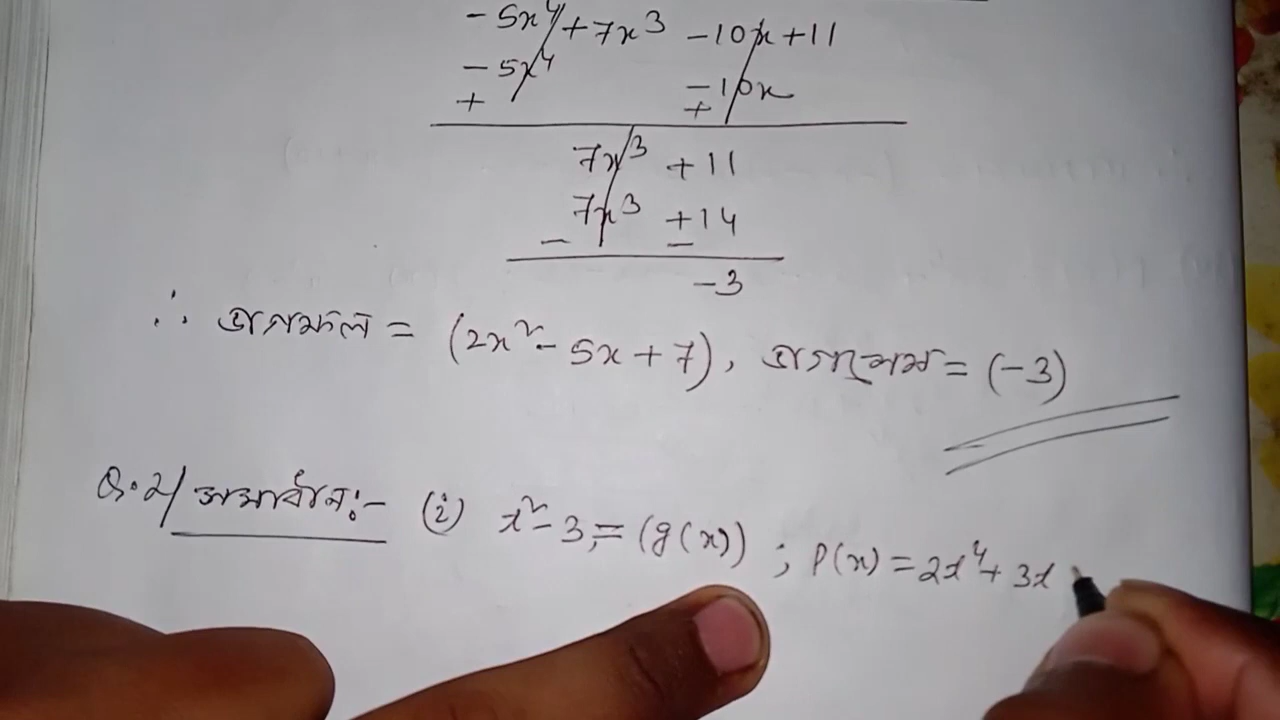 - 5x⁴ + 7x³ - 10x + 11
- 5x⁴ - 10x
+ +
7x³ + 11
7x³ + 14
- -
-3
∴ ভাগফল = (2x² - 5x + 7), ভাগশেষ = (-3)
Q.2/ সমাধান:- (i) x² - 3, = (g(x)) ; P(x) = 2x⁴ + 3x